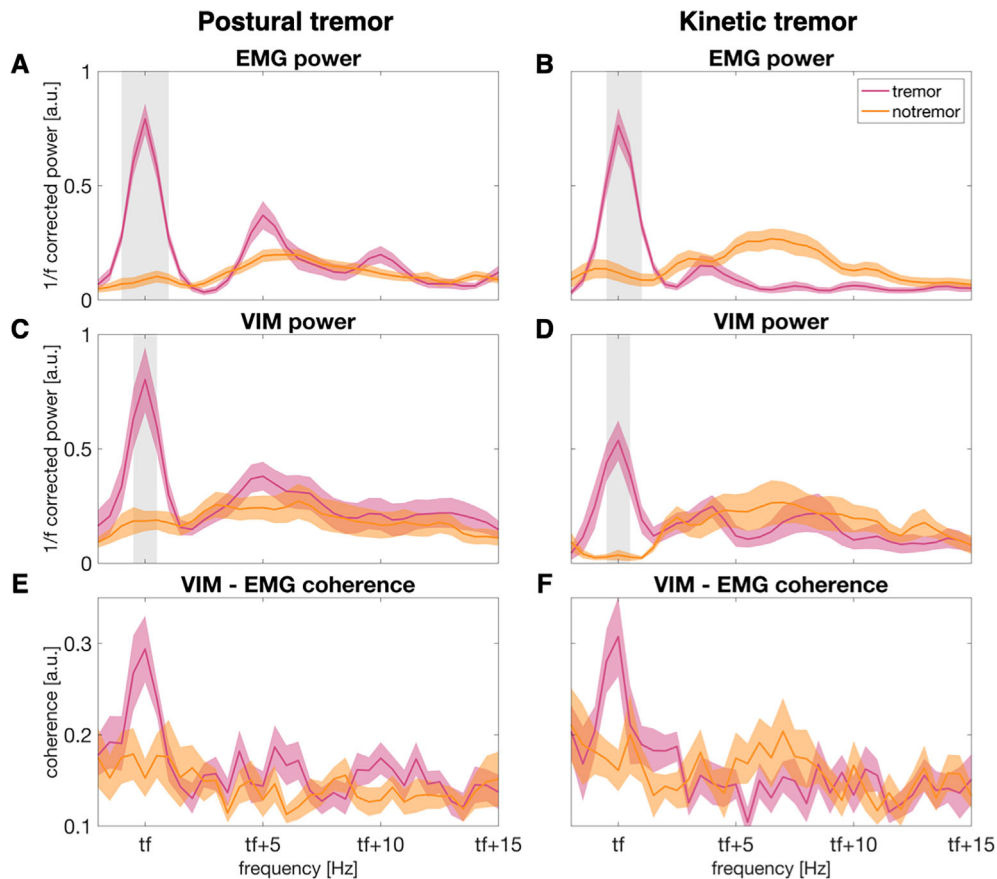 Postural tremor
Kinetic tremor
A
EMG power
B
EMG power
1/f corrected power [a.u.]
1
0.5
0
tremor
notremor
C
VIM power
D
VIM power
1/f corrected power [a.u.]
1
0.5
0
E
VIM - EMG coherence
F
VIM - EMG coherence
coherence [a.u.]
0.3
0.2
0.1
tf
tf+5
tf+10
tf+15
tf
tf+5
tf+10
tf+15
frequency [Hz]
frequency [Hz]